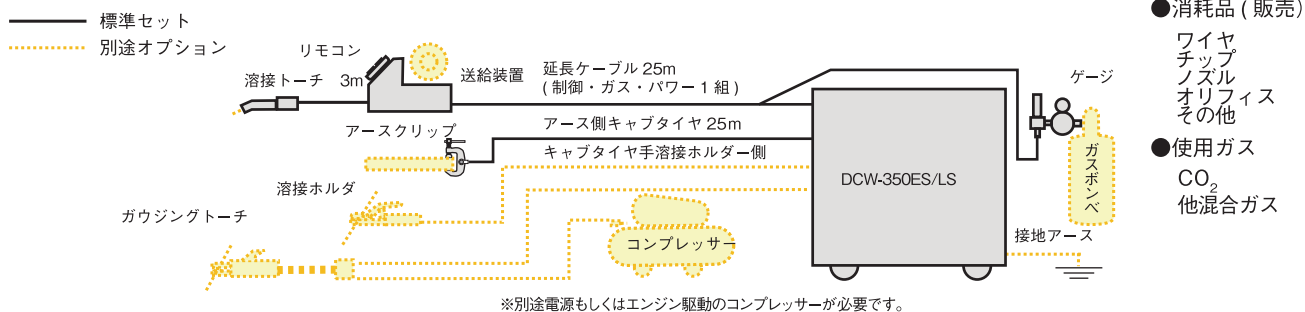 標準セット
別途オプション
リモコン
溶接トーチ
3m
送給装置
延長ケーブル 25m
(制御・ガス・パワー1組)
アースクリップ
アース側キャブタイヤ 25m
キャブタイヤ手溶接ホルダー側
溶接ホルダ
ガウジングトーチ
コンプレッサー
DCW-350ES/LS
ゲージ
ガスボンベ
接地アース
※別途電源もしくはエンジン駆動のコンプレッサーが必要です。
●消耗品(販売)
ワイヤ
チップ
ノズル
オリフィス
その他
●使用ガス
CO₂
他混合ガス